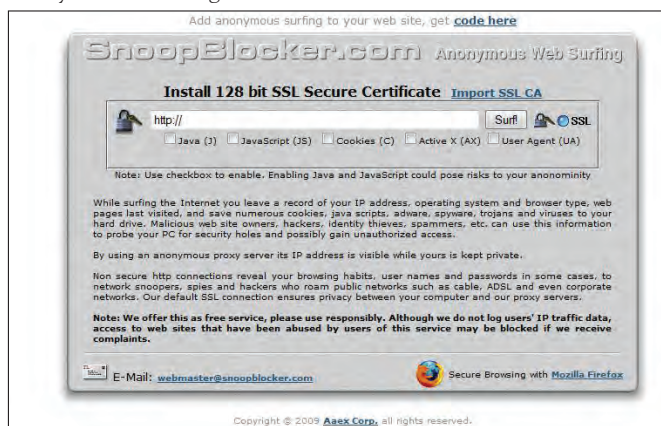 Add anonymous surfing to your web site, get code here
SnoopBlocker.com Anonymous Web Surfing
Install 128 bit SSL Secure Certificate Import SSL CA
http:// Surf! SSL
Java (J) JavaScript (JS) Cookies (C) Active X (AX) User Agent (UA)
Note: Use checkbox to enable. Enabling Java and JavaScript could pose risks to your anonominity
While surfing the Internet you leave a record of your IP address, operating system and browser type, web
pages last visited, and save numerous cookies, java scripts, adware, spyware, trojans and viruses to your
hard drive. Malicious web site owners, hackers, identity thieves, spammers, etc. can use this information
to probe your PC for security holes and possibly gain unauthorized access.
By using an anonymous proxy server its IP address is visible while yours is kept private.
Non secure http connections reveal your browsing habits, user names and passwords in some cases, to
network snoopers, spies and hackers who roam public networks such as cable, ADSL and even corporate
networks. Our default SSL connection ensures privacy between your computer and our proxy servers.
Note: We offer this as free service, please use responsibly. Although we do not log users' IP traffic data,
access to web sites that have been abused by users of this service may be blocked if we receive
complaints.
E-Mail: webmaster@snoopblocker.com Secure Browsing with Mozilla Firefox
Copyright © 2009 Aaex Corp. all rights reserved.